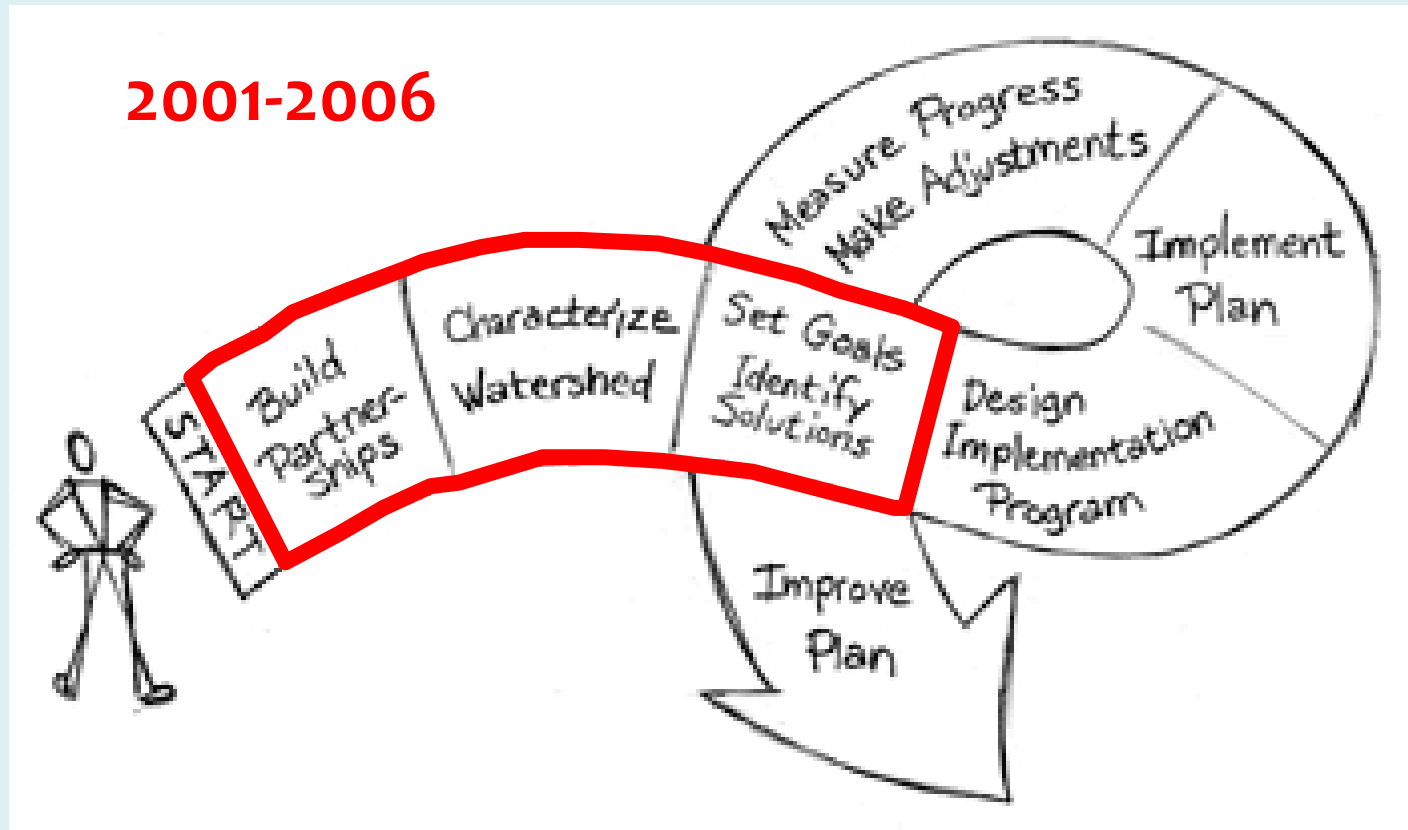 2001-2006
START
Build
Partner-
ships
Characterize
Watershed
Set Goals
Identify
Solutions
Design
Implementation
Program
Implement
Plan
Measure Progress
Make Adjustments
Improve
Plan